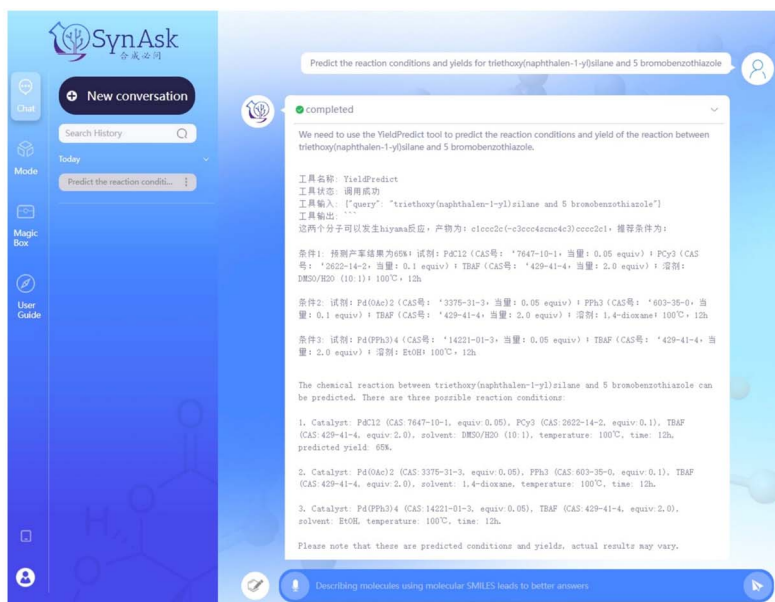 SynAsk
合成必问
Chat
Mode
Magic
Box
User
Guide
New conversation
Search History
Today
Predict the reaction conditi...
Predict the reaction conditions and yields for triethoxy(naphthalen-1-yl)silane and 5 bromobenzothiazole
completed
We need to use the YieldPredict tool to predict the reaction conditions and yield of the reaction between
triethoxy(naphthalen-1-yl)silane and 5 bromobenzothiazole.
工具名称: YieldPredict
工具状态: 调用成功
工具输入: {"query": "triethoxy(naphthalen-1-yl)silane and 5 bromobenzothiazole"}
工具输出: ```
这两个分子可以发生hiyama反应，产物为: c1ccc2c(-c3ccc4scnc4c3)cccc2c1，推荐条件为:
条件1: 预测产率结果为65%；试剂: PdCl2 (CAS号: '7647-10-1，当量: 0.05 equiv)；PCy3 (CAS
号: '2622-14-2，当量: 0.1 equiv)；TBAF (CAS号: '429-41-4，当量: 2.0 equiv)；溶剂:
DMSO/H2O (10:1)；100℃，12h
条件2: 试剂: Pd(OAc)2 (CAS号: '3375-31-3，当量: 0.05 equiv)；PPh3 (CAS号: '603-35-0，当
量: 0.1 equiv)；TBAF (CAS号: '429-41-4，当量: 2.0 equiv)；溶剂: 1,4-dioxane；100℃，12h
条件3: 试剂: Pd(PPh3)4 (CAS号: '14221-01-3，当量: 0.05 equiv)；TBAF (CAS号: '429-41-4，当
量: 2.0 equiv)；溶剂: EtOH；100℃，12h
The chemical reaction between triethoxy(naphthalen-1-yl)silane and 5 bromobenzothiazole can
be predicted. There are three possible reaction conditions:
1. Catalyst: PdCl2 (CAS:7647-10-1, equiv:0.05), PCy3 (CAS:2622-14-2, equiv:0.1), TBAF
(CAS:429-41-4, equiv:2.0), solvent: DMSO/H2O (10:1), temperature: 100℃, time: 12h,
predicted yield: 65%.
2. Catalyst: Pd(OAc)2 (CAS:3375-31-3, equiv:0.05), PPh3 (CAS:603-35-0, equiv:0.1), TBAF
(CAS:429-41-4, equiv:2.0), solvent: 1,4-dioxane, temperature: 100℃, time: 12h.
3. Catalyst: Pd(PPh3)4 (CAS:14221-01-3, equiv:0.05), TBAF (CAS:429-41-4, equiv:2.0),
solvent: EtOH, temperature: 100℃, time: 12h.
Please note that these are predicted conditions and yields, actual results may vary.
Describing molecules using molecular SMILES leads to better answers